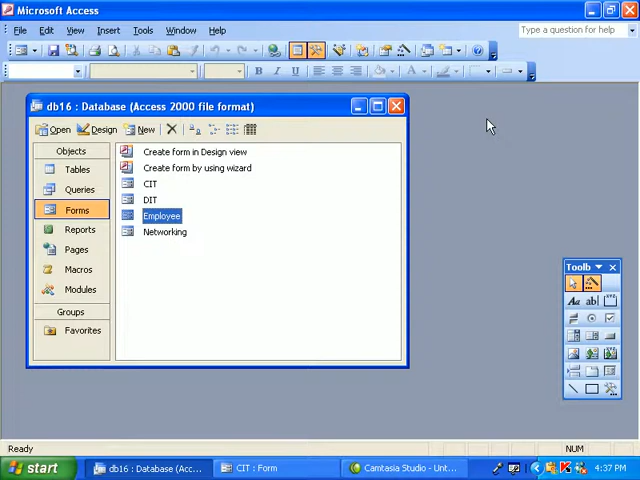 Microsoft Access
File Edit View Insert Tools Window Help
Type a question for help
B I U
db16 : Database (Access 2000 file format)
Open Design New
Objects
Tables
Queries
Forms
Reports
Pages
Macros
Modules
Groups
Favorites
Create form in Design view
Create form by using wizard
CIT
DIT
Employee
Networking
Toolb
Aa ab| XYZ
Ready
NUM
start
db16 : Database (Acc...
CIT : Form
Camtasia Studio - Unt...
4:37 PM